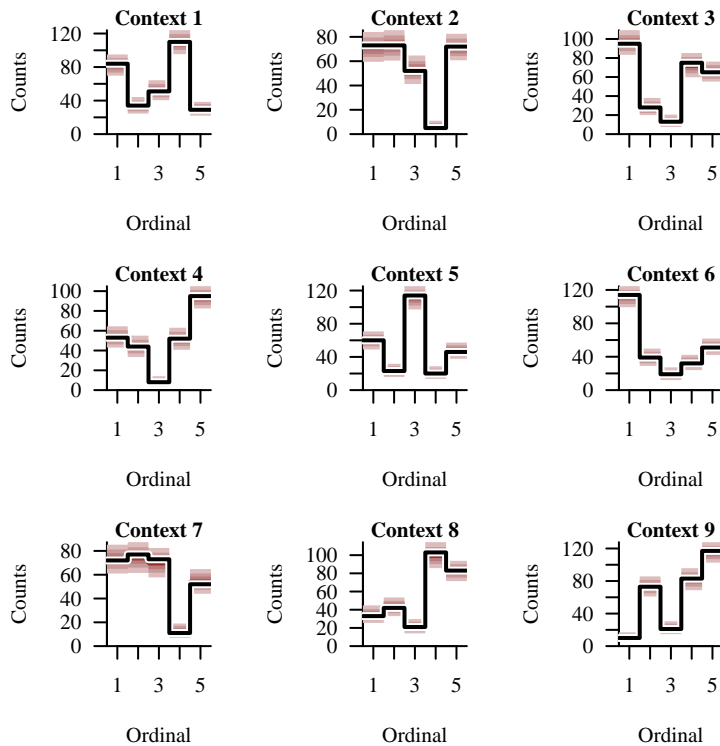 Context 1
Counts
120
80
40
0
1 3 5
Ordinal
Context 2
Counts
80
60
40
20
0
1 3 5
Ordinal
Context 3
Counts
100
80
60
40
20
0
1 3 5
Ordinal
Context 4
Counts
100
80
60
40
20
0
1 3 5
Ordinal
Context 5
Counts
120
80
40
0
1 3 5
Ordinal
Context 6
Counts
120
80
40
0
1 3 5
Ordinal
Context 7
Counts
80
60
40
20
0
1 3 5
Ordinal
Context 8
Counts
100
80
60
40
20
0
1 3 5
Ordinal
Context 9
Counts
120
80
40
0
1 3 5
Ordinal